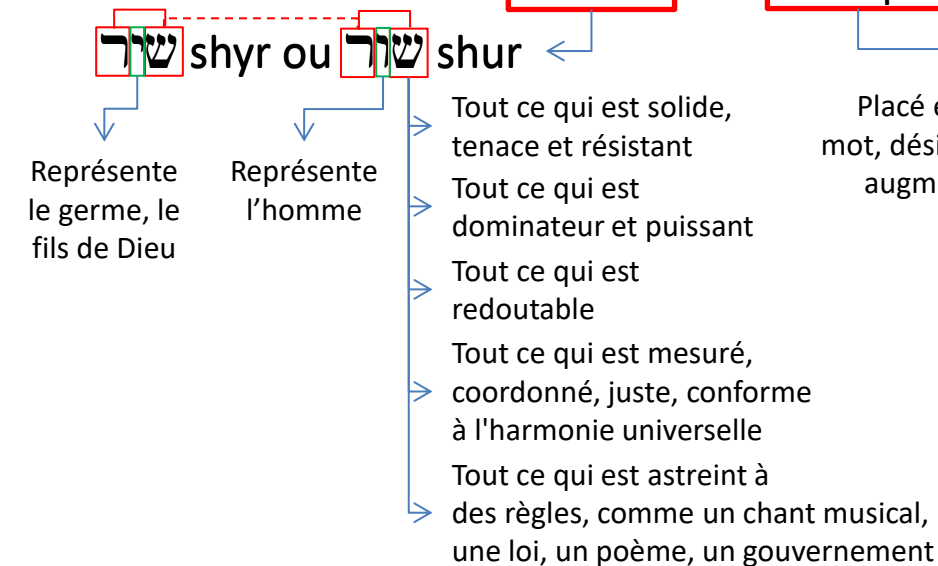 שיר shyr ou שור shur
Tout ce qui est solide,
tenace et résistant
Tout ce qui est
dominateur et puissant
Tout ce qui est
redoutable
Tout ce qui est mesuré,
coordonné, juste, conforme
à l'harmonie universelle
Tout ce qui est astreint à
des règles, comme un chant musical,
une loi, un poème, un gouvernement
Représente
le germe, le
fils de Dieu
Représente
l’homme
Placé
mot,